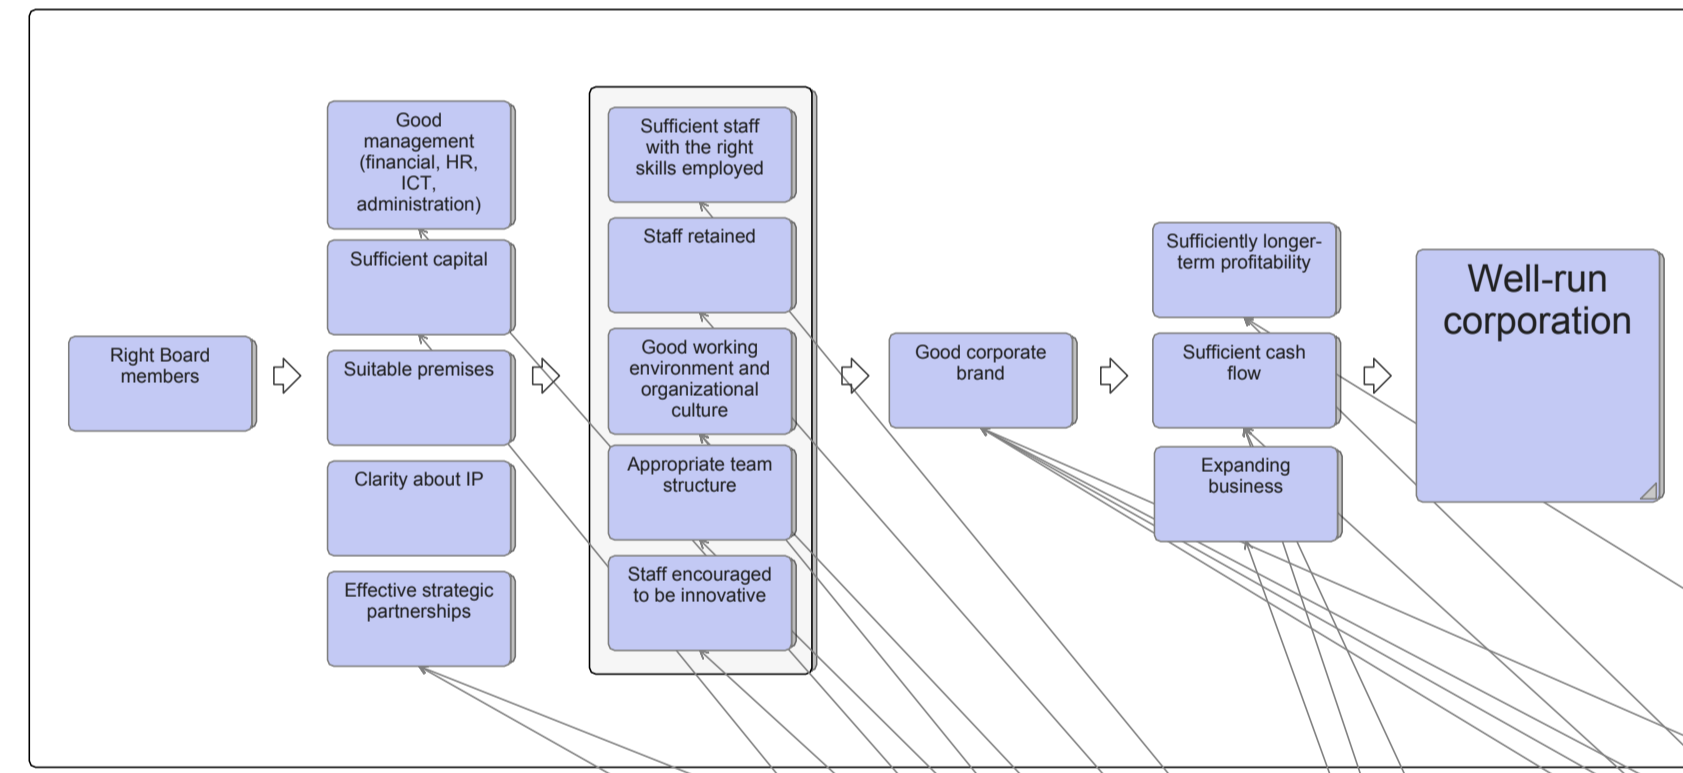 Right Board
members
Good
management
(financial, HR,
ICT,
administration)
Sufficient capital
Suitable premises
Clarity about IP
Effective strategic
partnerships
Sufficient staff
with the right
skills employed
Staff retained
Good working
environment and
organizational
culture
Appropriate team
structure
Staff encouraged
to be innovative
Good corporate
brand
Sufficiently longer-
term profitability
Sufficient cash
flow
Expanding
business
Well-run
corporation